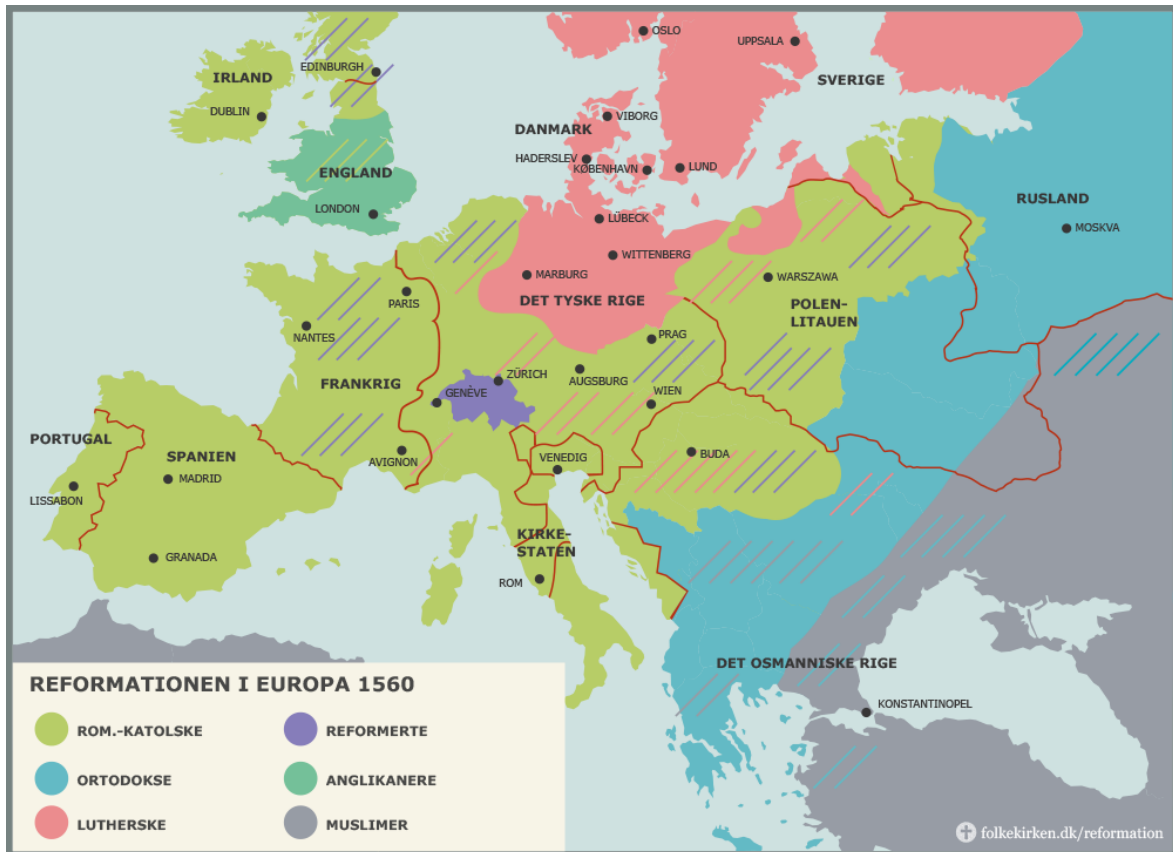 OSLO
UPPSALA
SVERIGE
EDINBURGH
IRLAND
DUBLIN
VIBORG
DANMARK
HADERSLEV
KØBENHAVN
LUND
ENGLAND
LONDON
RUSLAND
MOSKVA
LÜBECK
WITTENBERG
MARBURG
WARSZAWA
DET TYSKE RIGE
POLEN-
LITAUEN
PARIS
NANTES
PRAG
FRANKRIG
ZÜRICH
AUGSBURG
GENÈVE
WIEN
PORTUGAL
SPANIEN
MADRID
LISSABON
AVIGNON
VENEDIG
BUDA
GRANADA
KIRKE-
STATEN
ROM
DET OSMANNISKE RIGE
KONSTANTINOPEL
REFORMATIONEN I EUROPA 1560
ROM.-KATOLSKE
REFORMERTE
ORTODOKSE
ANGLIKANERE
LUTHERSKE
MUSLIMER
folkekirken.dk/reformation